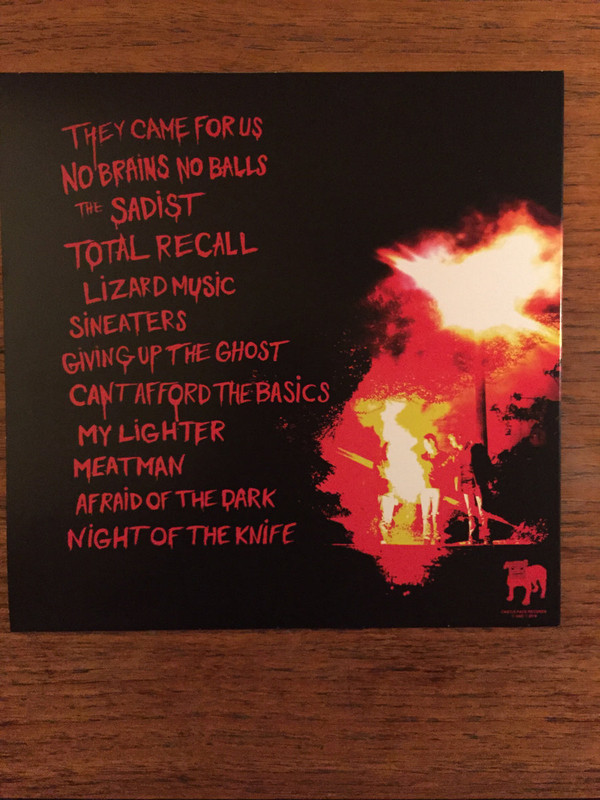 THEY CAME FOR US
NO BRAINS NO BALLS
THE SADIST
TOTAL RECALL
LIZARD MUSIC
SINEATERS
GIVING UP THE GHOST
CANT AFFORD THE BASICS
MY LIGHTER
MEATMAN
AFRAID OF THE DARK
NIGHT OF THE KNIFE